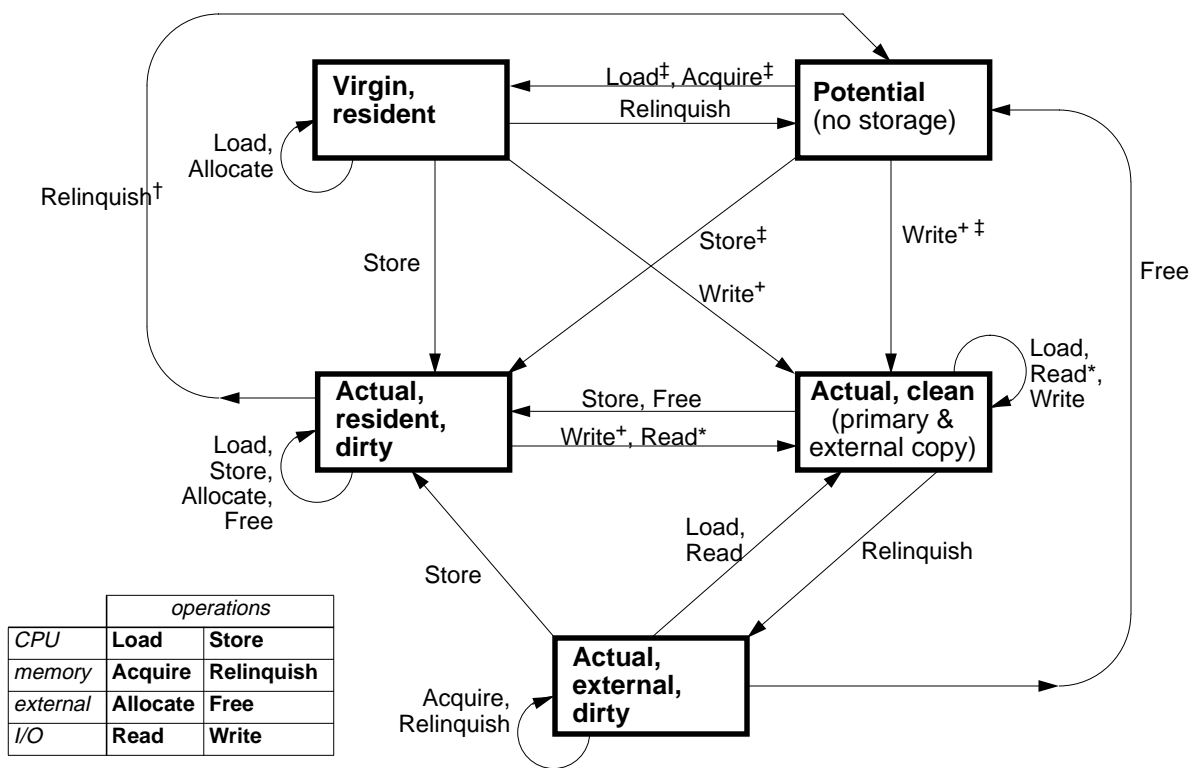 Virgin,
resident
Load‡, Acquire‡
Relinquish
Potential
(no storage)
Load,
Allocate
Relinquish†
Store
Store‡
Write+ ‡
Write+
Free
Actual,
resident,
dirty
Store, Free
Write+, Read*
Actual, clean
(primary &
external copy)
Load,
Read*,
Write
Load,
Store,
Allocate,
Free
Store
Load,
Read
Relinquish
Actual,
external,
dirty
Acquire,
Relinquish
operations
CPU Load Store
memory Acquire Relinquish
external Allocate Free
I/O Read Write